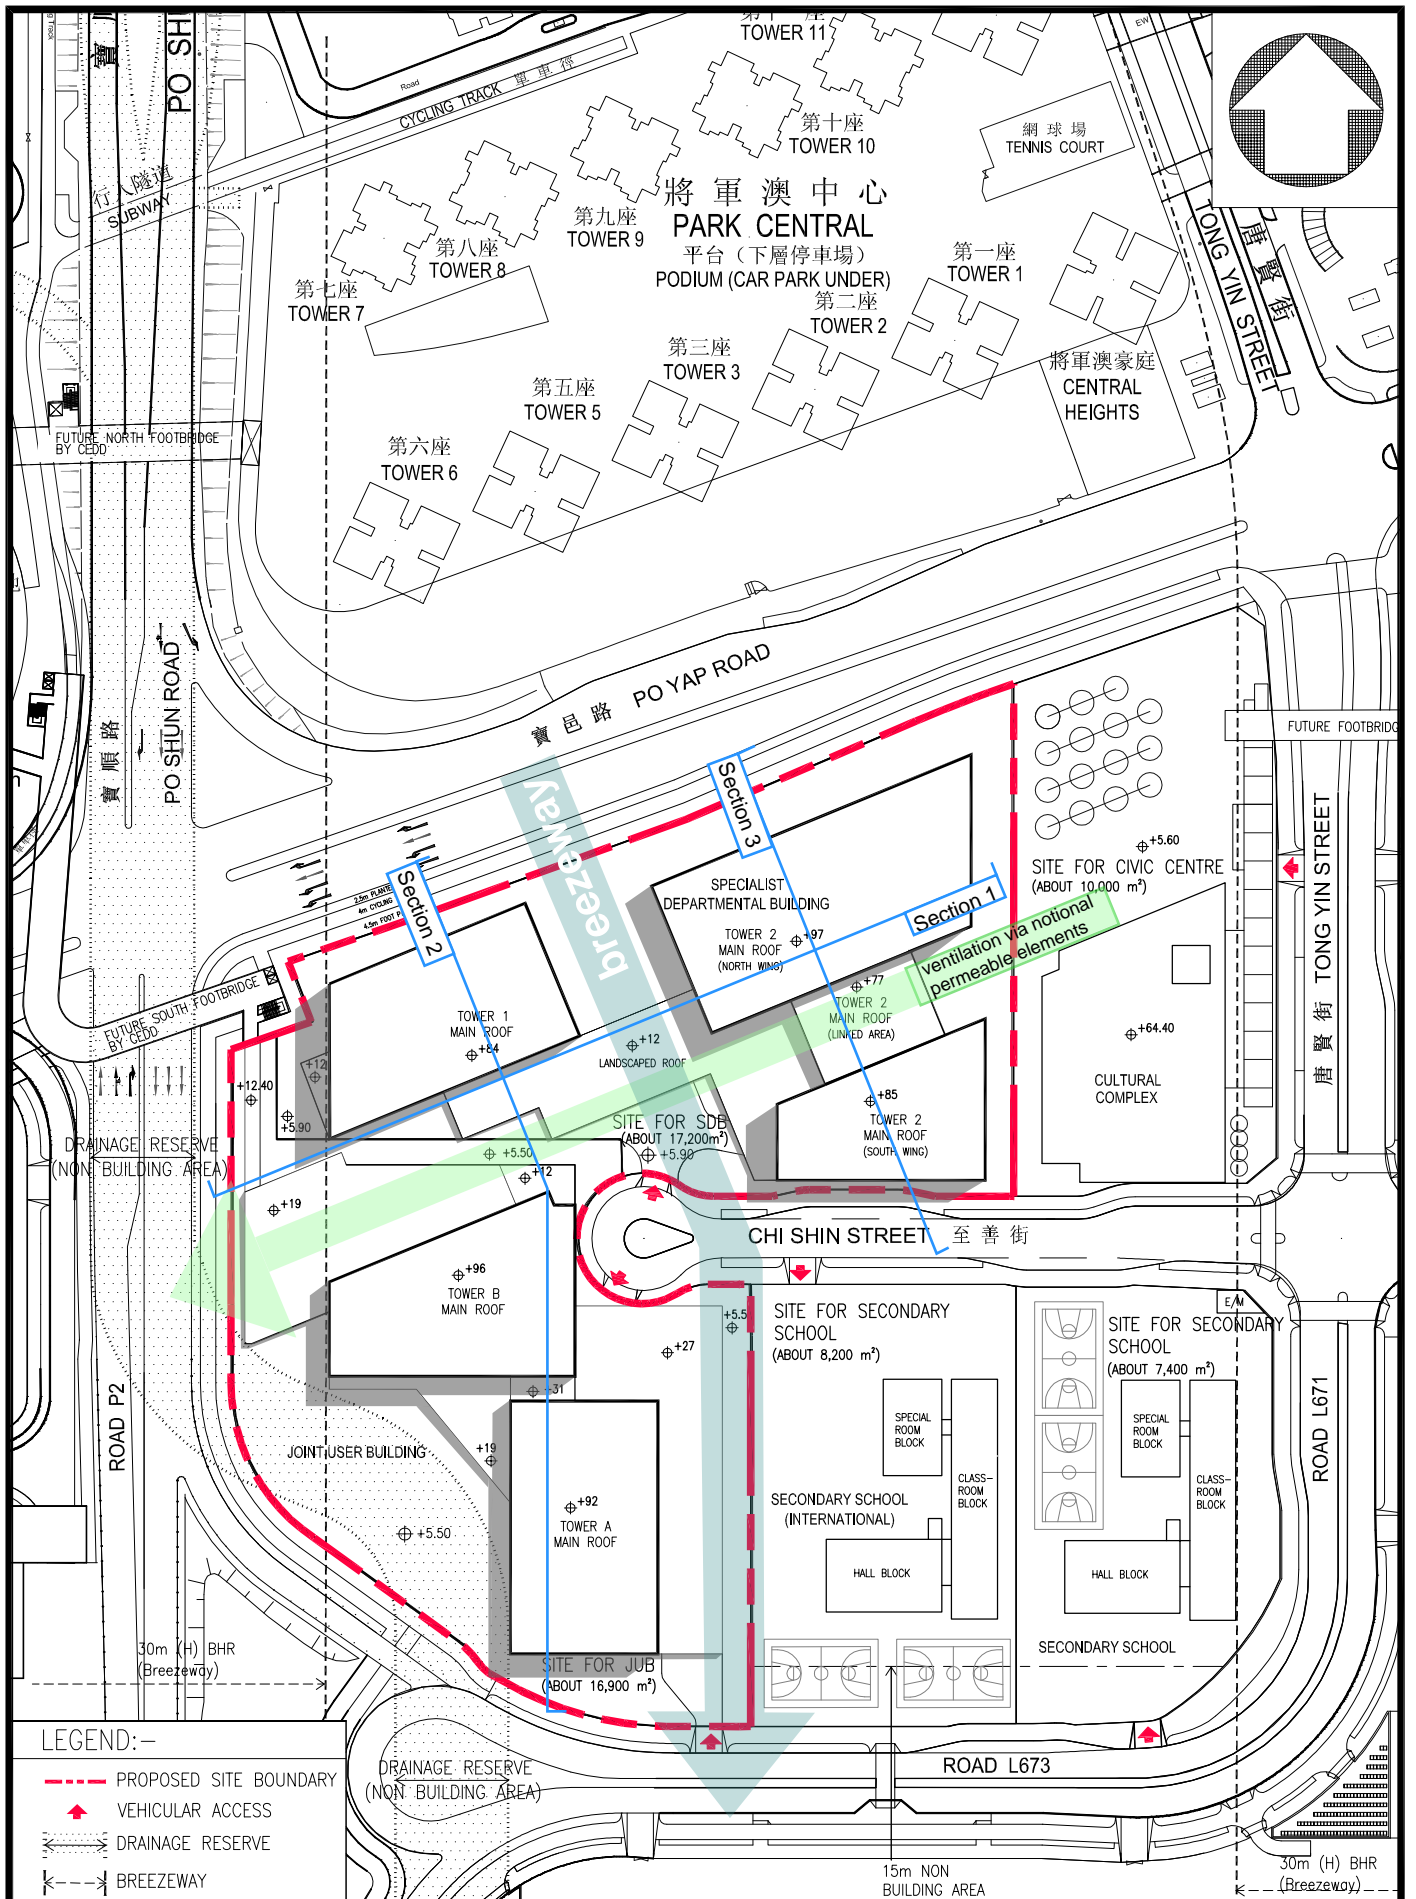 寶
PO SH
Road
CYCLING TRACK 單車徑
TOWER 11
EW
第十座
TOWER 10
網球場
TENNIS COURT
行人隧道
SUBWAY
將軍澳中心
PARK CENTRAL
平台（下層停車場）
PODIUM (CAR PARK UNDER)
第九座
TOWER 9
第八座
TOWER 8
第七座
TOWER 7
第一座
TOWER 1
第二座
TOWER 2
第三座
TOWER 3
第五座
TOWER 5
第六座
TOWER 6
將軍澳豪庭
CENTRAL
HEIGHTS
TONG YIN STREET
唐賢街
FUTURE NORTH FOOTBRIDGE
BY CEDD
寶順路
PO SHUN ROAD
寶邑路 PO YAP ROAD
FUTURE FOOTBRIDG
breezeway
Section 3
Section 2
Section 1
4m CYCLING
+5.60
SITE FOR CIVIC CENTRE
(ABOUT 10,000 m²)
SPECIALIST
DEPARTMENTAL BUILDING
TOWER 2
MAIN ROOF
(NORTH WING)
+97
ventilation via notional
permeable elements
+77
TOWER 2
MAIN ROOF
(LINKED AREA)
FUTURE SOUTH FOOTBRIDGE
BY CEDD
TOWER 1
MAIN ROOF
+84
+12
LANDSCAPED ROOF
+64.40
CULTURAL
COMPLEX
唐賢街 TONG YIN STREET
+12
+12.40
+5.90
+85
TOWER 2
MAIN ROOF
(SOUTH WING)
SITE FOR SDB
(ABOUT 17,200m²)
+5.90
DRAINAGE RESERVE
(NON BUILDING AREA)
+5.50
+12
+19
CHI SHIN STREET 至善街
+96
TOWER B
MAIN ROOF
E/M
+5.5
+27
SITE FOR SECONDARY
SCHOOL
(ABOUT 8,200 m²)
SITE FOR SECONDARY
SCHOOL
(ABOUT 7,400 m²)
+31
ROAD P2
JOINT USER BUILDING
+19
SPECIAL
ROOM
BLOCK
CLASS-
ROOM
BLOCK
SPECIAL
ROOM
BLOCK
CLASS-
ROOM
BLOCK
ROAD L671
SECONDARY SCHOOL
(INTERNATIONAL)
+92
TOWER A
MAIN ROOF
+5.50
HALL BLOCK
HALL BLOCK
30m (H) BHR
(Breezeway)
SITE FOR JUB
(ABOUT 16,900 m²)
SECONDARY SCHOOL
ROAD L673
DRAINAGE RESERVE
(NON BUILDING AREA)
15m NON
BUILDING AREA
30m (H) BHR
(Breezeway)
LEGEND:-
PROPOSED SITE BOUNDARY
VEHICULAR ACCESS
DRAINAGE RESERVE
BREEZEWAY